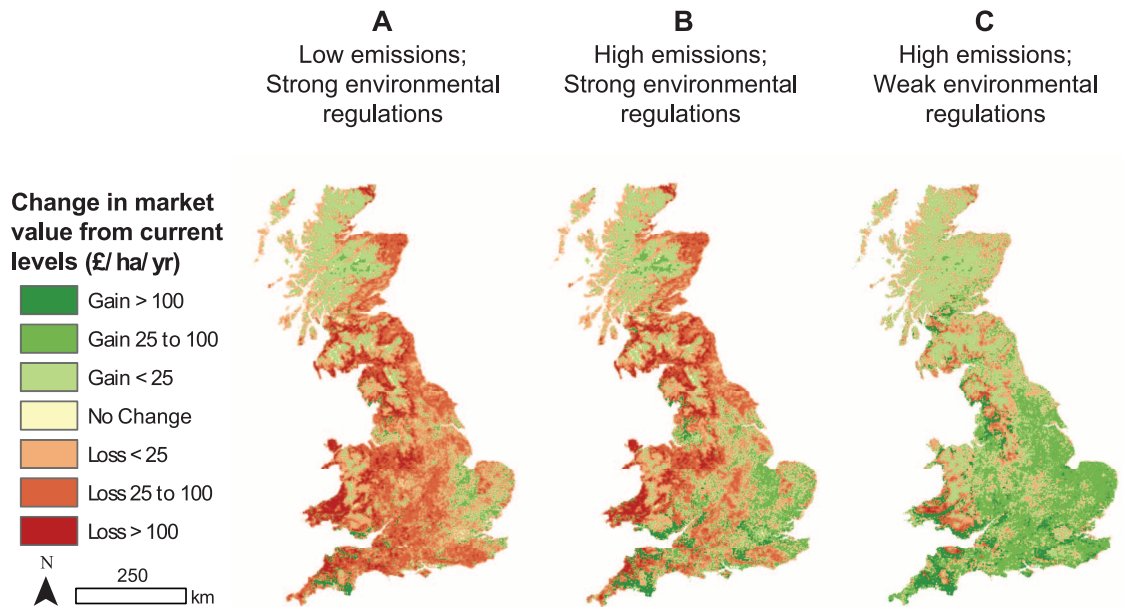 A
Low emissions;
Strong environmental
regulations
B
High emissions;
Strong environmental
regulations
C
High emissions;
Weak environmental
regulations
Change in market
value from current
levels (£/ ha/ yr)
Gain > 100
Gain 25 to 100
Gain < 25
No Change
Loss < 25
Loss 25 to 100
Loss > 100
N
250
km